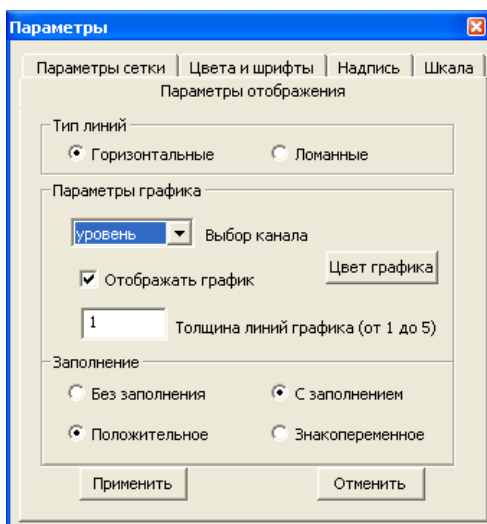 Параметры
Параметры сетки Цвета и шрифты Надпись Шкала
Параметры отображения
Тип линий
Горизонтальные Ломанные
Параметры графика
уровень Выбор канала
Цвет графика
Отображать график
1 Толщина линий графика (от 1 до 5)
Заполнение
Без заполнения С заполнением
Положительное Знакопеременное
Применить Отменить